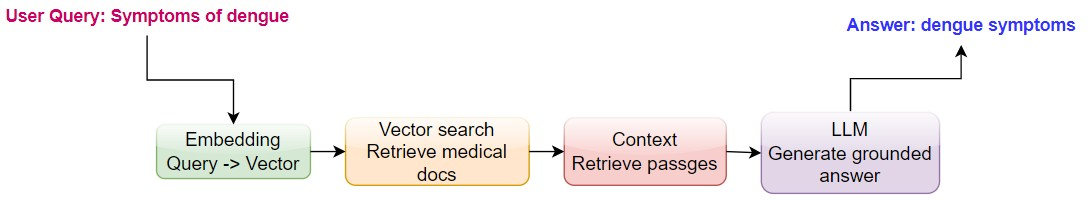 User Query: Symptoms of dengue
Answer: dengue symptoms
Embedding
Query -> Vector
Vector search
Retrieve medical
docs
Context
Retrieve passges
LLM
Generate grounded
answer